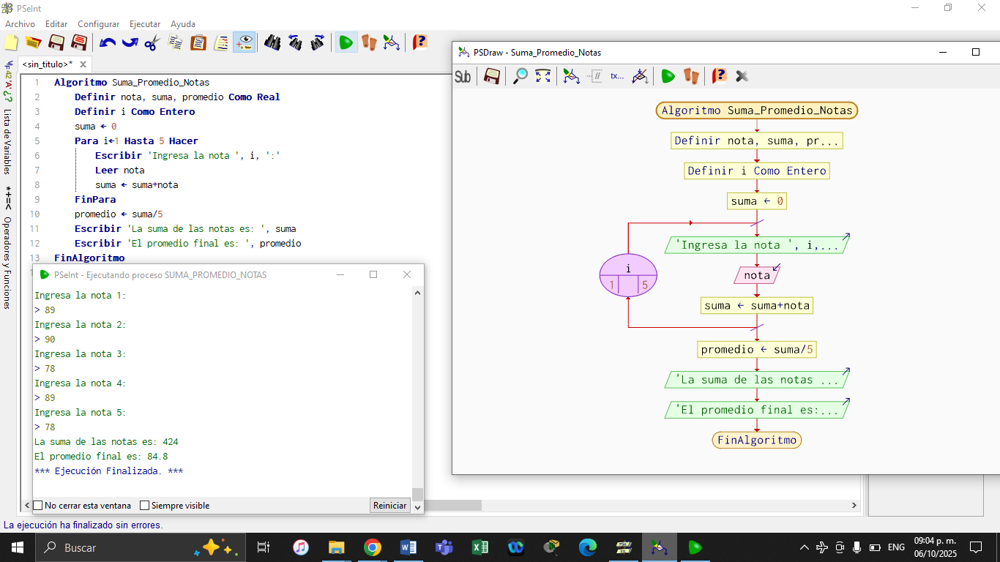 PSeInt
Archivo Editar Configurar Ejecutar Ayuda
<sin_titulo>*
42 'A' ¿?
Lista de Variables
*+=<
Operadores y Funciones
1 Algoritmo Suma_Promedio_Notas
2 Definir nota, suma, promedio Como Real
3 Definir i Como Entero
4 suma ← 0
5 Para i←1 Hasta 5 Hacer
6 Escribir 'Ingresa la nota ', i, ':'
7 Leer nota
8 suma ← suma+nota
9 FinPara
10 promedio ← suma/5
11 Escribir 'La suma de las notas es: ', suma
12 Escribir 'El promedio final es: ', promedio
13 FinAlgoritmo
PSeInt - Ejecutando proceso SUMA_PROMEDIO_NOTAS
Ingresa la nota 1:
> 89
Ingresa la nota 2:
> 90
Ingresa la nota 3:
> 78
Ingresa la nota 4:
> 89
Ingresa la nota 5:
> 78
La suma de las notas es: 424
El promedio final es: 84.8
*** Ejecución Finalizada. ***
No cerrar esta ventana Siempre visible Reiniciar
PSDraw - Suma_Promedio_Notas
Sub tx...
Algoritmo Suma_Promedio_Notas
Definir nota, suma, pr...
Definir i Como Entero
suma ← 0
'Ingresa la nota ', i,...
i
1 5
nota
suma ← suma+nota
promedio ← suma/5
'La suma de las notas ...
'El promedio final es:...
FinAlgoritmo
La ejecución ha finalizado sin errores.
Buscar
ENG
09:04 p. m.
06/10/2025